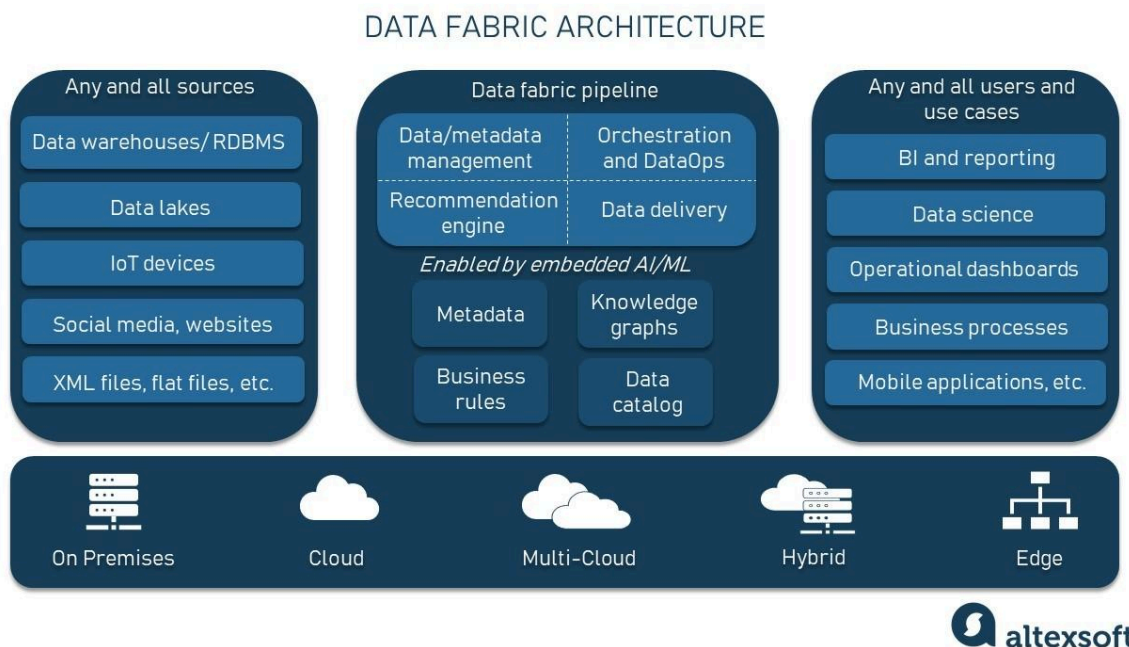 DATA FABRIC ARCHITECTURE
Any and all sources
Data warehouses/ RDBMS
Data lakes
IoT devices
Social media, websites
XML files, flat files, etc.
Data fabric pipeline
Data/metadata
management
Orchestration
and DataOps
Recommendation
engine
Data delivery
Enabled by embedded AI/ML
Metadata
Knowledge
graphs
Business
rules
Data
catalog
Any and all users and
use cases
BI and reporting
Data science
Operational dashboards
Business processes
Mobile applications, etc.
On Premises
Cloud
Multi-Cloud
Hybrid
Edge
altexsoft